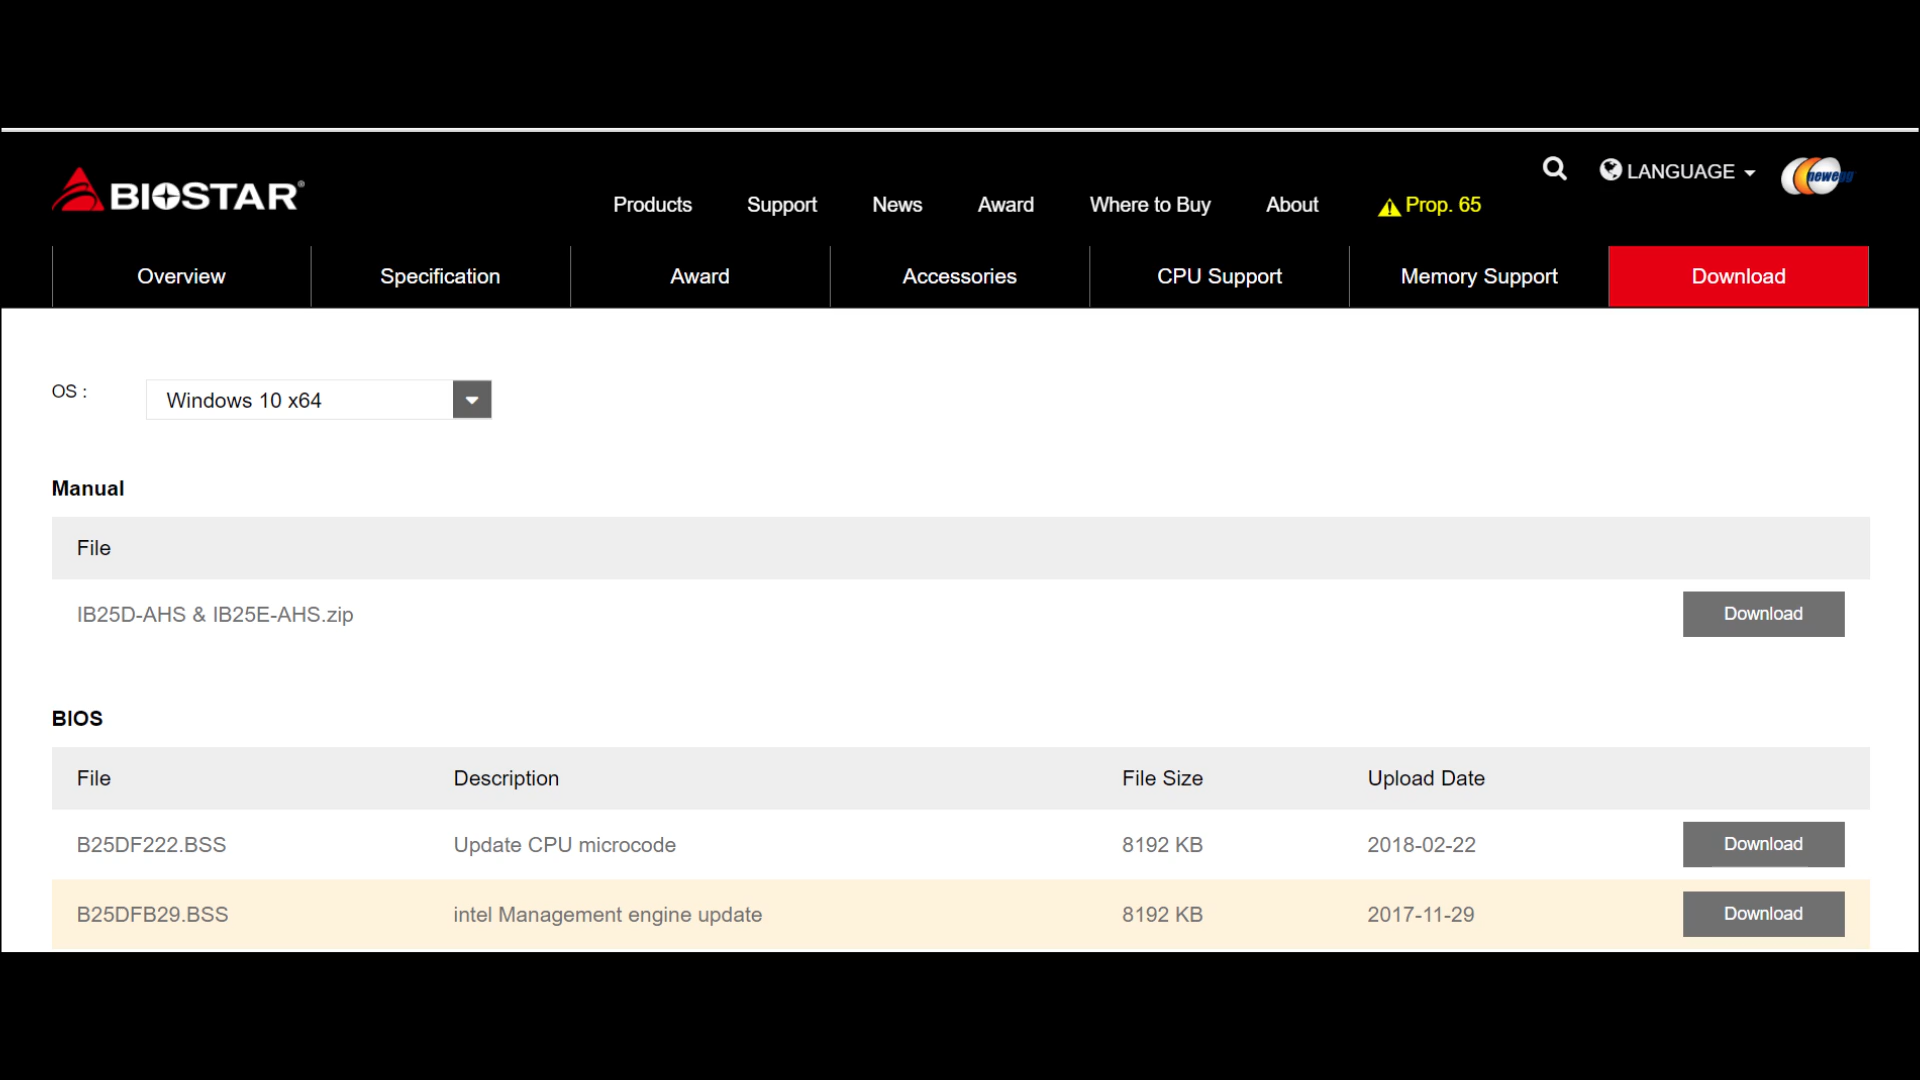 BIOSTAR®
LANGUAGE
newegg
Products Support News Award Where to Buy About Prop. 65
Overview Specification Award Accessories CPU Support Memory Support Download
OS : Windows 10 x64
Manual
File
IB25D-AHS & IB25E-AHS.zip Download
BIOS
File Description File Size Upload Date
B25DF222.BSS Update CPU microcode 8192 KB 2018-02-22 Download
B25DFB29.BSS intel Management engine update 8192 KB 2017-11-29 Download